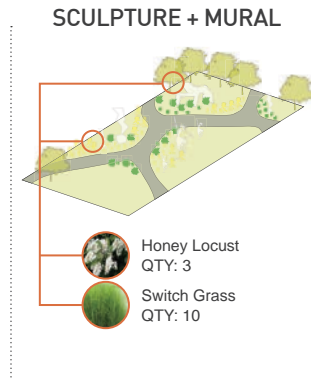 SCULPTURE + MURAL
Honey Locust
QTY: 3
Switch Grass
QTY: 10